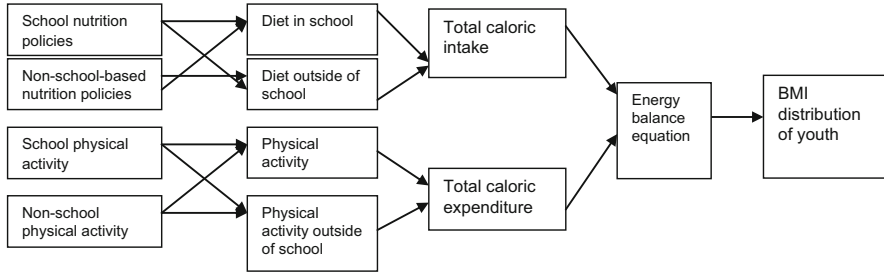 School nutrition
policies
Non-school-based
nutrition policies
School physical
activity
Non-school
physical activity
Diet in school
Diet outside of
school
Physical
activity
Physical
activity outside
of school
Total caloric
intake
Total caloric
expenditure
Energy
balance
equation
BMI
distribution
of youth